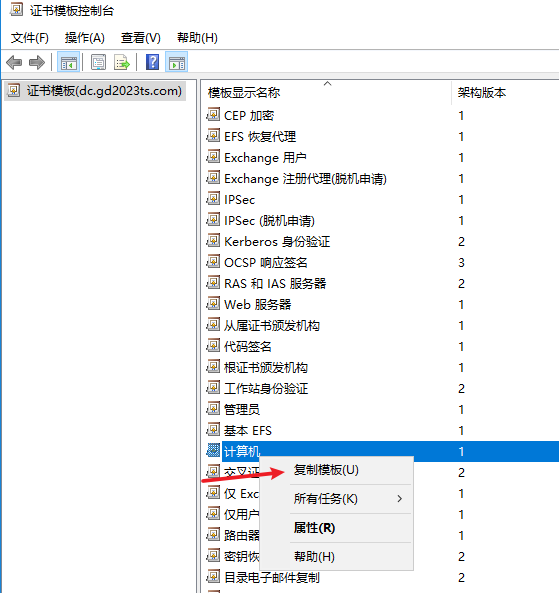 证书模板控制台
文件(F) 操作(A) 查看(V) 帮助(H)
证书模板(dc.gd2023ts.com)
模板显示名称 架构版本
CEP 加密 1
EFS 恢复代理 1
Exchange 用户 1
Exchange 注册代理(脱机申请) 1
IPSec 1
IPSec (脱机申请) 1
Kerberos 身份验证 2
OCSP 响应签名 3
RAS 和 IAS 服务器 2
Web 服务器 1
从属证书颁发机构 1
代码签名 1
根证书颁发机构 1
工作站身份验证 2
管理员 1
基本 EFS 1
计算机 1
交叉证 2
仅 Exc 1
仅用户 1
路由器 1
密钥恢 2
目录电子邮件复制 2
复制模板(U)
所有任务(K)
属性(R)
帮助(H)